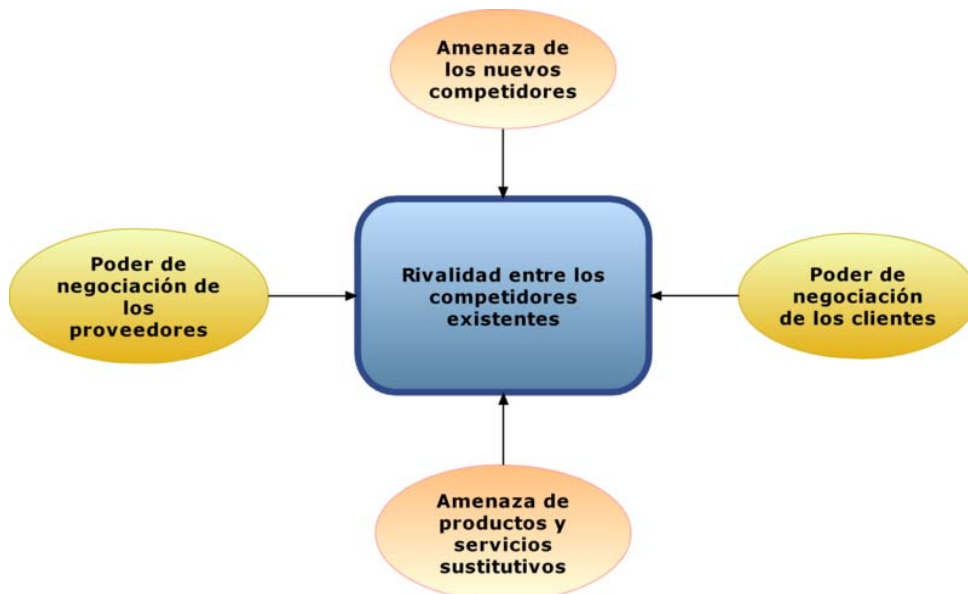 Amenaza de
los nuevos
competidores
Poder de
negociación de
los
proveedores
Rivalidad entre los
competidores
existentes
Poder de
negociación
de los clientes
Amenaza de
productos y
servicios
sustitutivos